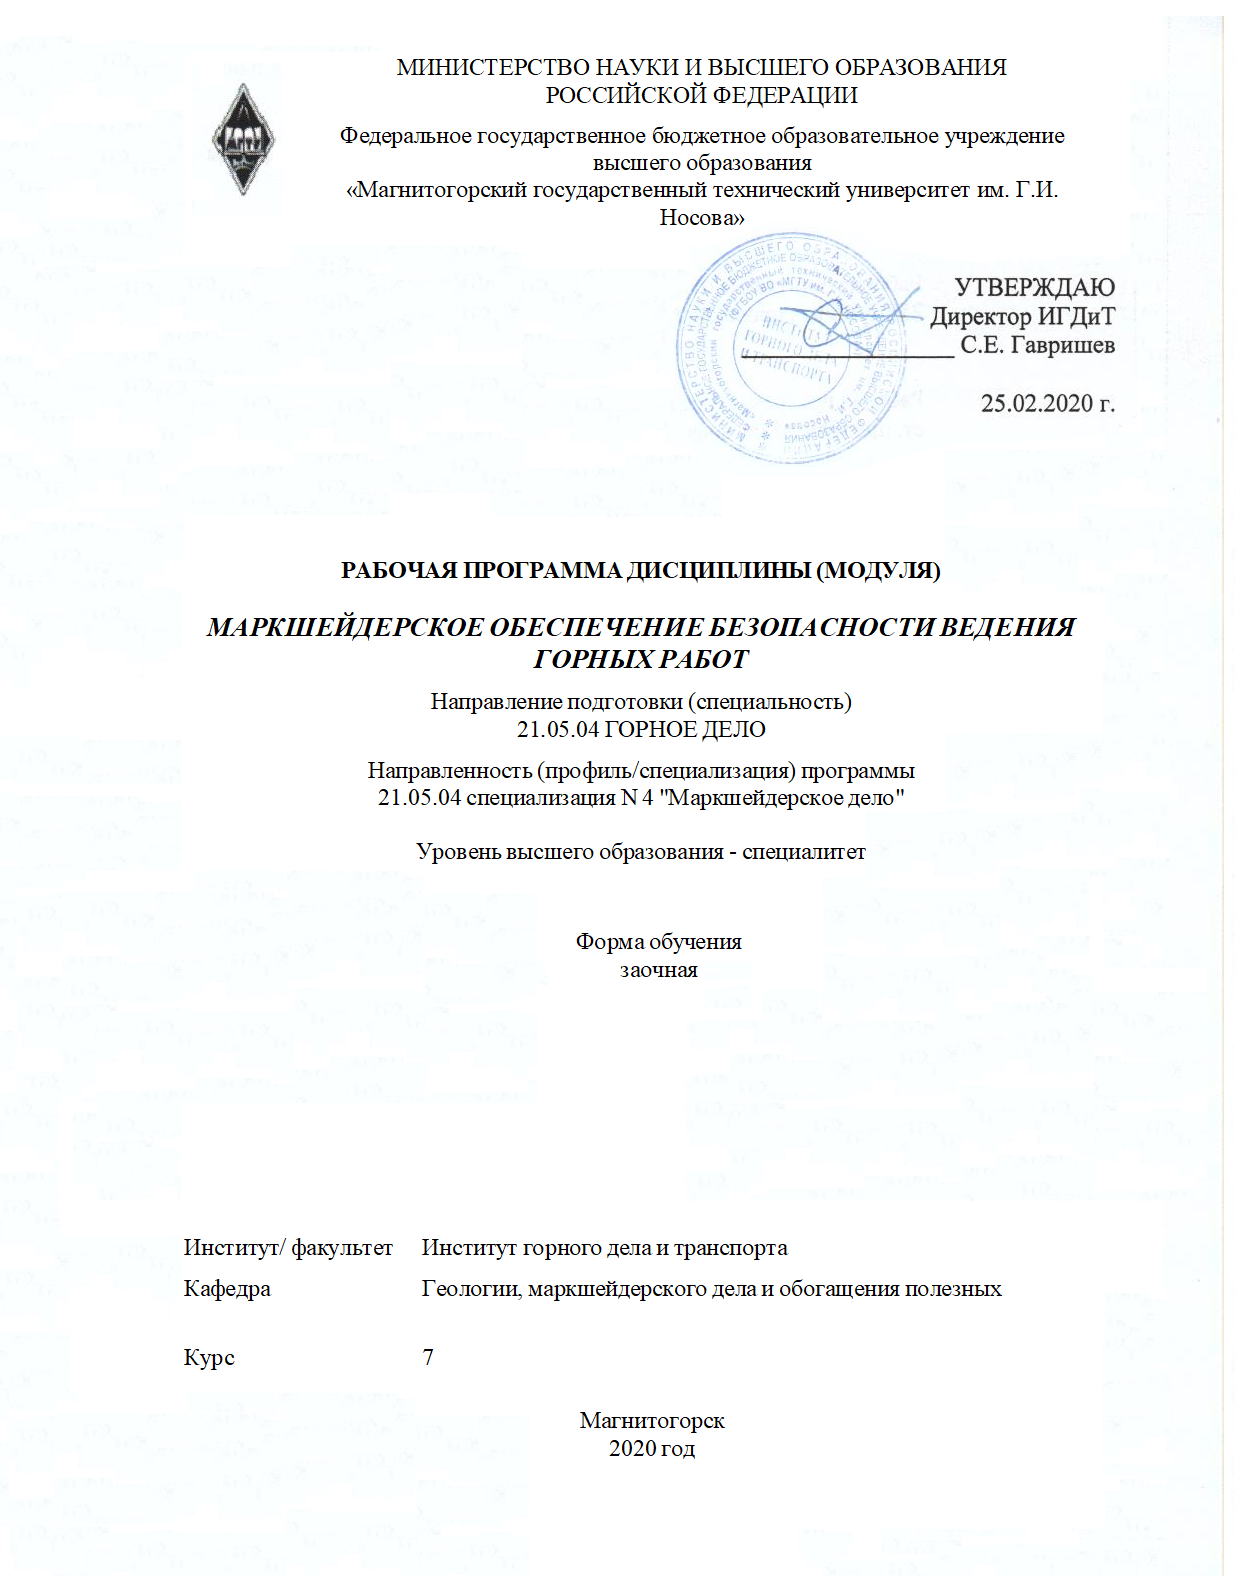 МИНИСТЕРСТВО НАУКИ И ВЫСШЕГО ОБРАЗОВАНИЯ
РОССИЙСКОЙ ФЕДЕРАЦИИ
Федеральное государственное бюджетное образовательное учреждение
высшего образования
«Магнитогорский государственный технический университет им. Г.И.
Носова»
УТВЕРЖДАЮ
Директор ИГДиТ
С.Е. Гавришев
25.02.2020 г.
РАБОЧАЯ ПРОГРАММА ДИСЦИПЛИНЫ (МОДУЛЯ)
МАРКШЕЙДЕРСКОЕ ОБЕСПЕЧЕНИЕ БЕЗОПАСНОСТИ ВЕДЕНИЯ
ГОРНЫХ РАБОТ
Направление подготовки (специальность)
21.05.04 ГОРНОЕ ДЕЛО
Направленность (профиль/специализация) программы
21.05.04 специализация N 4 "Маркшейдерское дело"
Уровень высшего образования - специалитет
Форма обучения
заочная
Институт/ факультет Институт горного дела и транспорта
Кафедра Геологии, маркшейдерского дела и обогащения полезных
Курс 7
Магнитогорск
2020 год